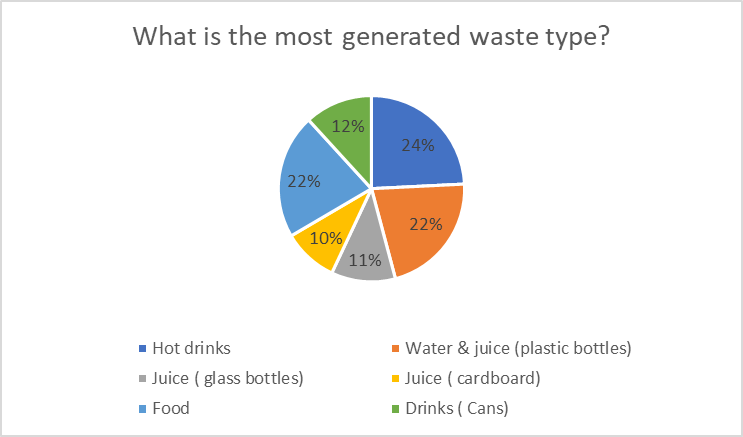 What is the most generated waste type?
12%
24%
22%
22%
10%
11%
Hot drinks
Water & juice (plastic bottles)
Juice ( glass bottles)
Juice ( cardboard)
Food
Drinks ( Cans)